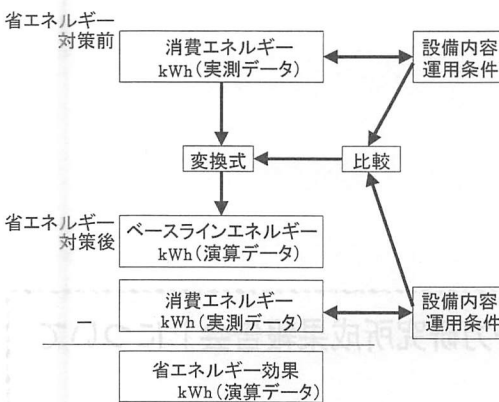 省エネルギー
対策前
消費エネルギー
kWh(実測データ)
設備内容
運用条件
変換式
比較
省エネルギー
対策後
ベースラインエネルギー
kWh(演算データ)
消費エネルギー
kWh(実測データ)
設備内容
運用条件
−
省エネルギー効果
kWh(演算データ)